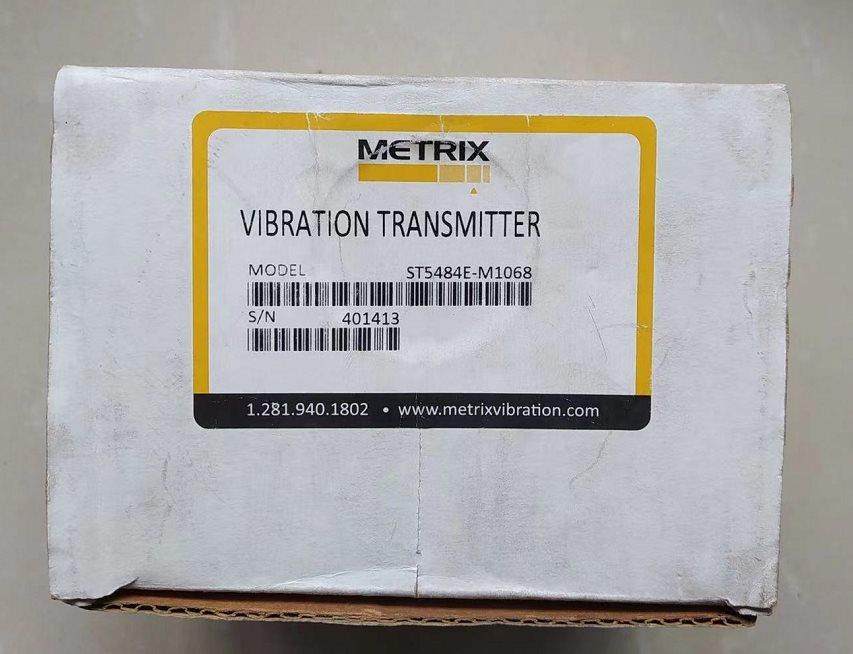 METRIX
VIBRATION TRANSMITTER
MODEL ST5484E-M1068
S/N 401413
1.281.940.1802 • www.metrixvibration.com